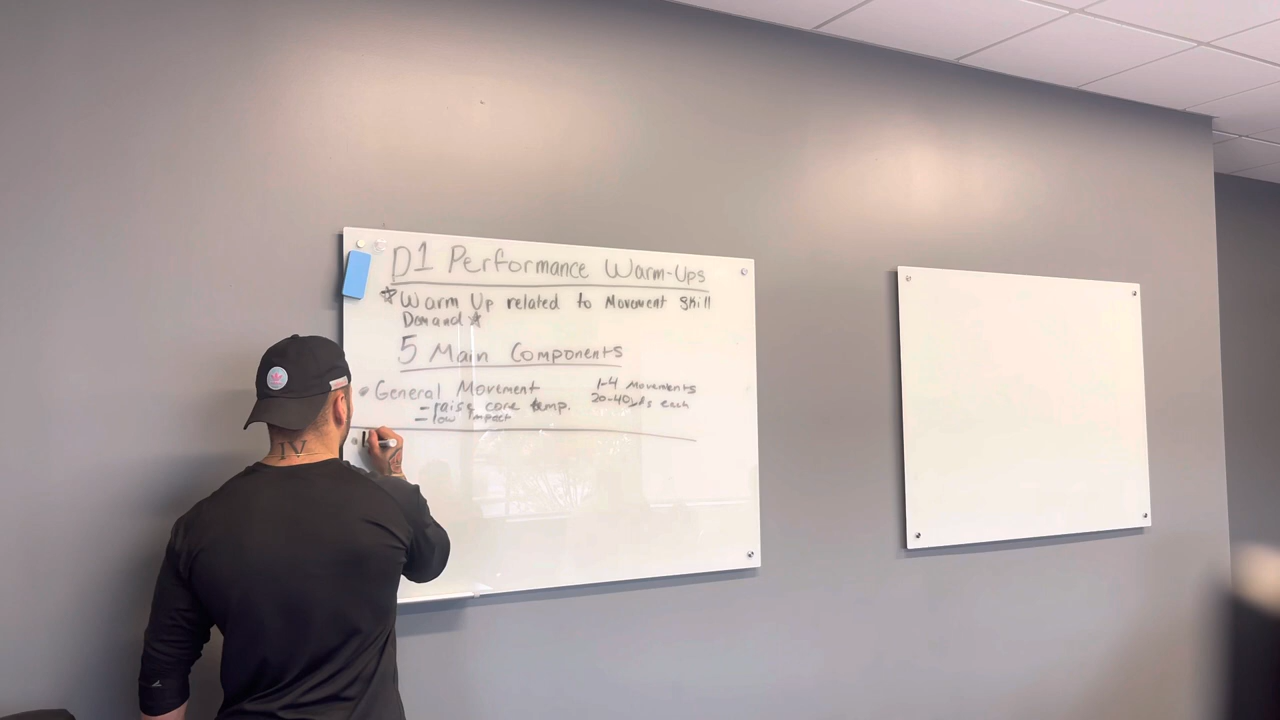 D1 Performance Warm-Ups
☆Warm Up related to Movement Skill
Demand☆
5 Main Components
• General Movement
1-4 Movements
20-40yds each
- raise core temp.
- low impact
IV